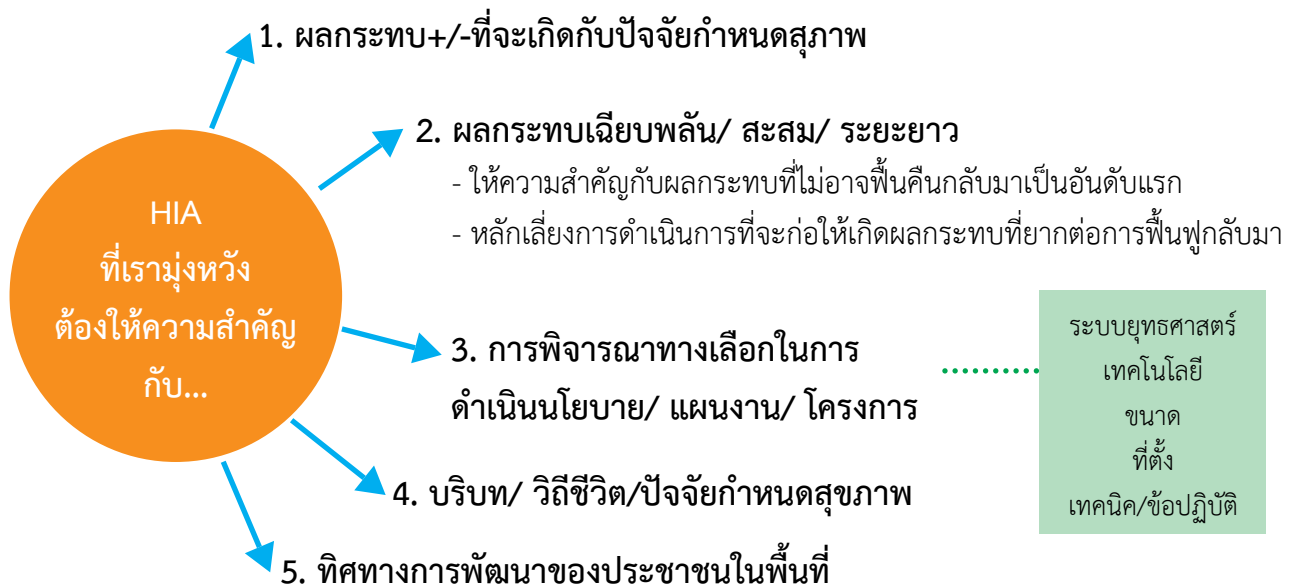 1. ผลกระทบ+/-ที่จะเกิดกับปัจจัยกำหนดสุภาพ
2. ผลกระทบเฉียบพลัน/ สะสม/ ระยะยาว
- ให้ความสำคัญกับผลกระทบที่ไม่อาจฟื้นคืนกลับมาเป็นอันดับแรก
- หลักเลี่ยงการดำเนินการที่จะก่อให้เกิดผลกระทบที่ยากต่อการฟื้นฟูกลับมา
HIA
ที่เรามุ่งหวัง
ต้องให้ความสำคัญ
กับ...
3. การพิจารณาทางเลือกในการ
ดำเนินนโยบาย/ แผนงาน/ โครงการ
ระบบยุทธศาสตร์
เทคโนโลยี
ขนาด
ที่ตั้ง
เทคนิค/ข้อปฏิบัติ
4. บริบท/ วิถีชีวิต/ปัจจัยกำหนดสุขภาพ
5. ทิศทางการพัฒนาของประชาชนในพื้นที่